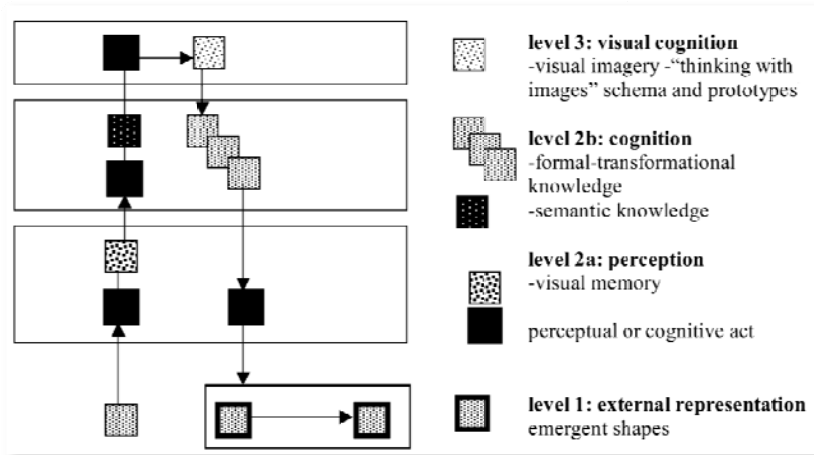 level 3: visual cognition
-visual imagery -“thinking with
images” schema and prototypes
level 2b: cognition
-formal-transformational
knowledge
-semantic knowledge
level 2a: perception
-visual memory
perceptual or cognitive act
level 1: external representation
emergent shapes